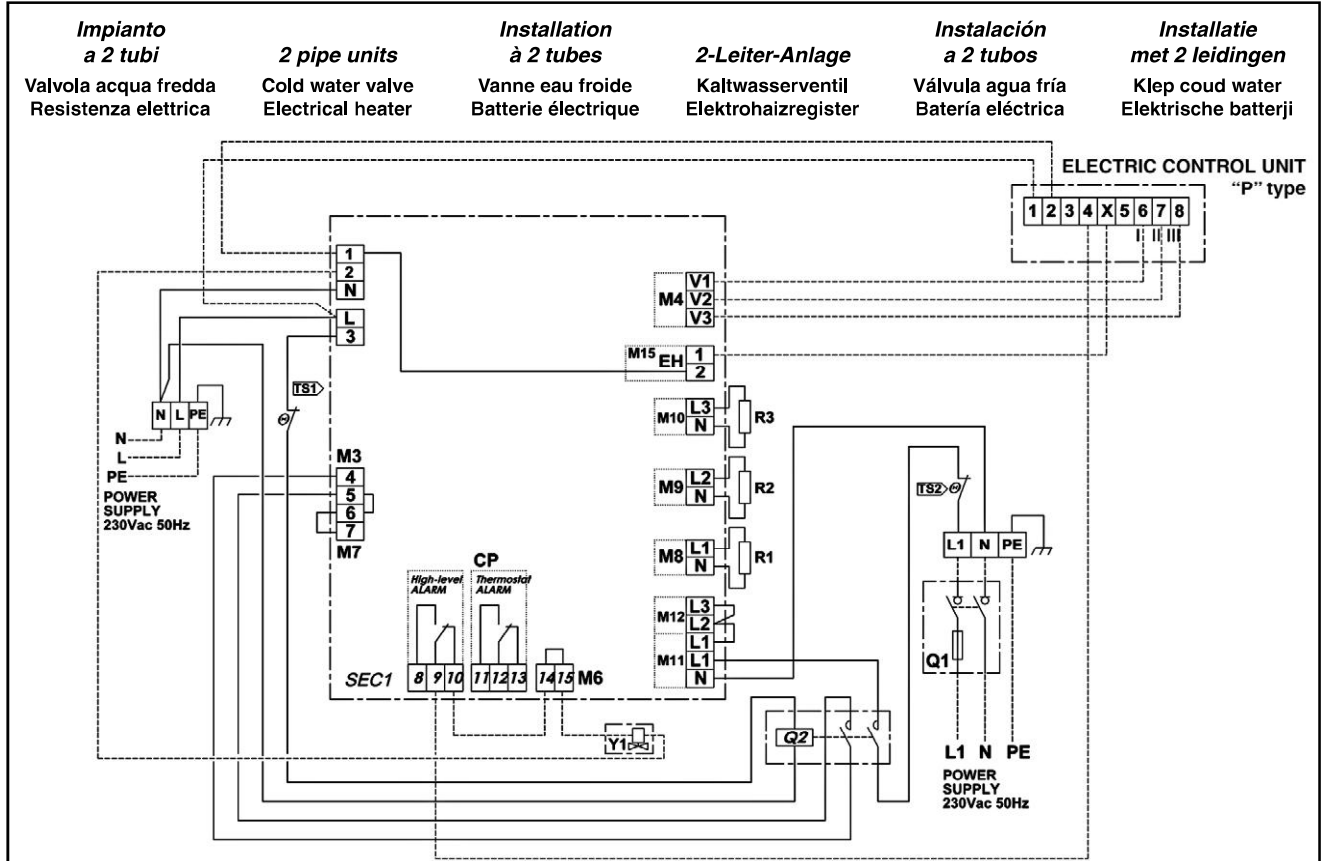 Impianto
a 2 tubi
Valvola acqua fredda
Resistenza elettrica
2 pipe units
Cold water valve
Electrical heater
Installation
à 2 tubes
Vanne eau froide
Batterie électrique
2-Leiter-Anlage
Kaltwasserventil
Elektrohaizregister
Instalación
a 2 tubos
Válvula agua fría
Batería eléctrica
Installatie
met 2 leidingen
Klep coud water
Elektrische batterji
ELECTRIC CONTROL UNIT
“P” type
1 2 3 4 X 5 6 7 8
I II III
1
2
N
L
3
TS1
N L PE
N
L
PE
POWER
SUPPLY
230Vac 50Hz
M3
4
5
6
7
M7
M4
V1
V2
V3
M15 EH
1
2
M10
L3
N
R3
M9
L2
N
R2
M8
L1
N
R1
M12
L3
L2
L1
M11
L1
N
CP
High-level
ALARM
Thermostat
ALARM
SEC1
8 9 10
11 12 13
14 15
M6
Y1
Q2
TS2
L1 N PE
Q1
L1 N PE
POWER
SUPPLY
230Vac 50Hz